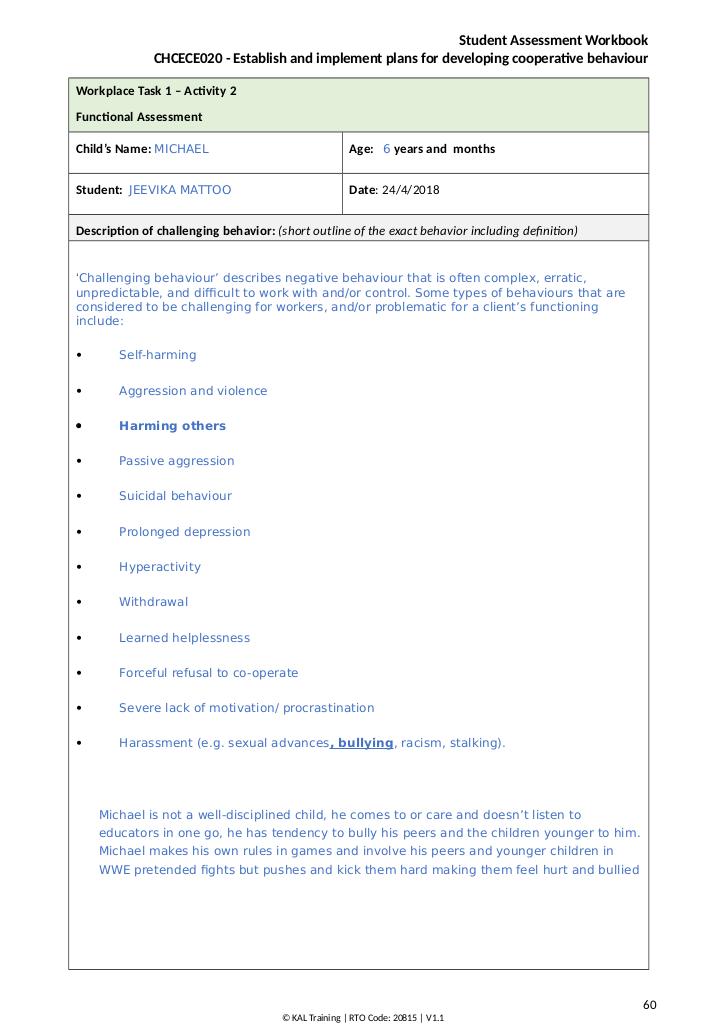 Student Assessment Workbook
CHCECE020 - Establish and implement plans for developing cooperative behaviour
Workplace Task 1 – Activity 2
Functional Assessment
Child's Name: MICHAEL
Age: 6 years and months
Student: JEEVIKA MATTOO
Date: 24/4/2018
Description of challenging behavior: (short outline of the exact behavior including definition)
'Challenging behaviour' describes negative behaviour that is often complex, erratic,
unpredictable, and difficult to work with and/or control. Some types of behaviours that are
considered to be challenging for workers, and/or problematic for a client's functioning
include:
• Self-harming
• Aggression and violence
• Harming others
• Passive aggression
• Suicidal behaviour
• Prolonged depression
• Hyperactivity
• Withdrawal
• Learned helplessness
• Forceful refusal to co-operate
• Severe lack of motivation/ procrastination
• Harassment (e.g. sexual advances, bullying, racism, stalking).
Michael is not a well-disciplined child, he comes to or care and doesn't listen to
educators in one go, he has tendency to bully his peers and the children younger to him.
Michael makes his own rules in games and involve his peers and younger children in
WWE pretended fights but pushes and kick them hard making them feel hurt and bullied
60
© KAL Training | RTO Code: 20815 | V1.1